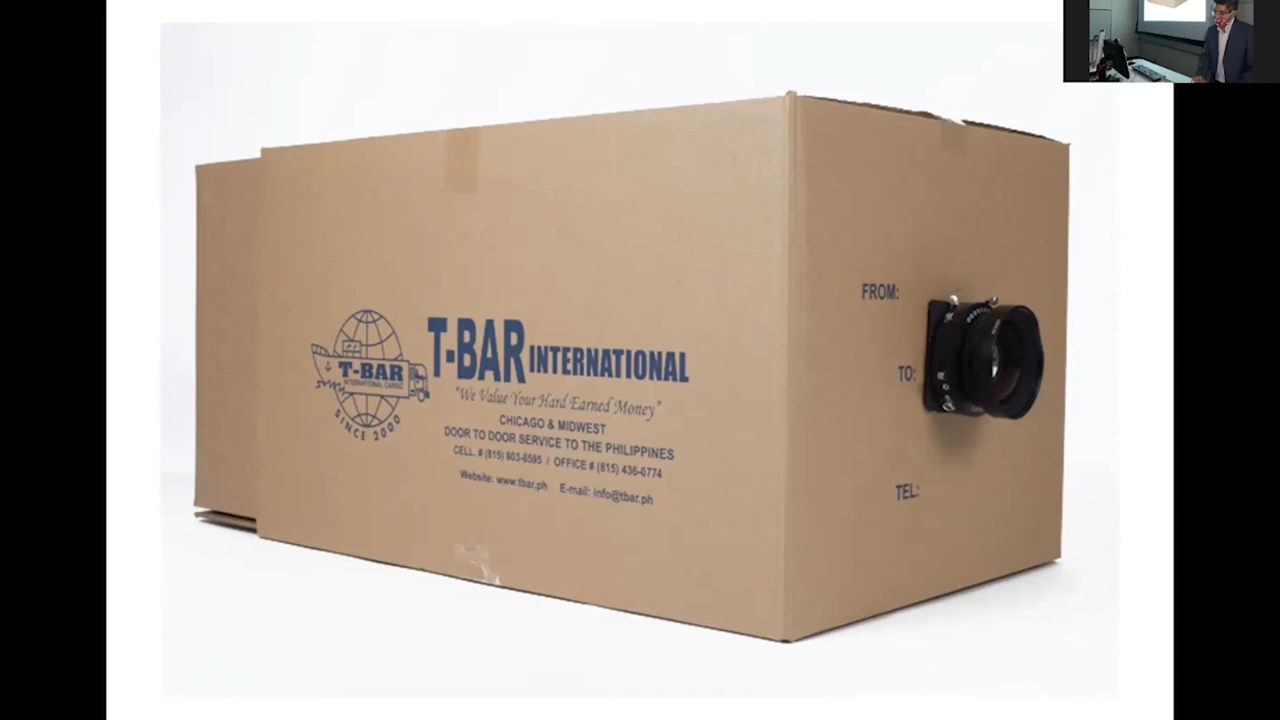 T-BAR
INTERNATIONAL CARGO
SINCE 2000
T-BAR INTERNATIONAL
"We Value Your Hard Earned Money"
CHICAGO & MIDWEST
DOOR TO DOOR SERVICE TO THE PHILIPPINES
CELL. # (815) 603-6595 / OFFICE # (815) 436-0774
Website: www.tbar.ph E-mail: info@tbar.ph
FROM:
TO:
TEL: